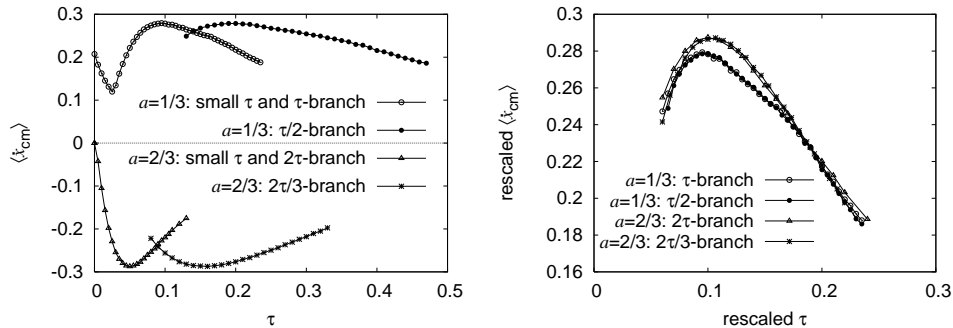 0.3
0.2
0.1
0
-0.1
-0.2
-0.3
0
0.1
0.2
0.3
0.4
0.5
⟨ẋcm⟩
τ
a=1/3: small τ and τ-branch
a=1/3: τ/2-branch
a=2/3: small τ and 2τ-branch
a=2/3: 2τ/3-branch
0.3
0.28
0.26
0.24
0.22
0.2
0.18
0.16
0
0.1
0.2
0.3
rescaled ⟨ẋcm⟩
rescaled τ
a=1/3: τ-branch
a=1/3: τ/2-branch
a=2/3: 2τ-branch
a=2/3: 2τ/3-branch